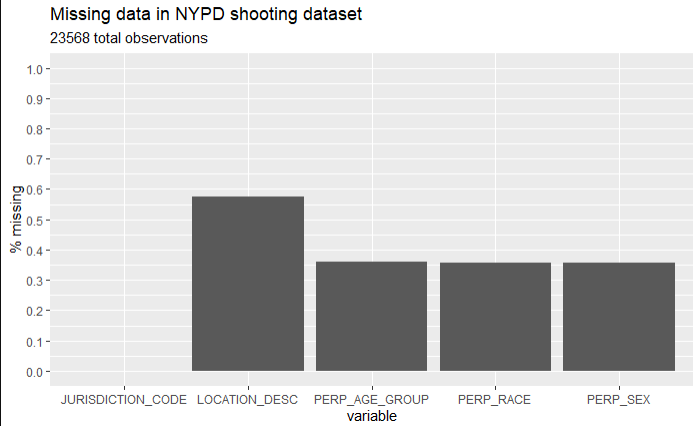 Missing data in NYPD shooting dataset
23568 total observations
1.0
0.9
0.8
0.7
0.6
0.5
0.4
0.3
0.2
0.1
0.0
% missing
JURISDICTION_CODE LOCATION_DESC PERP_AGE_GROUP PERP_RACE PERP_SEX
variable